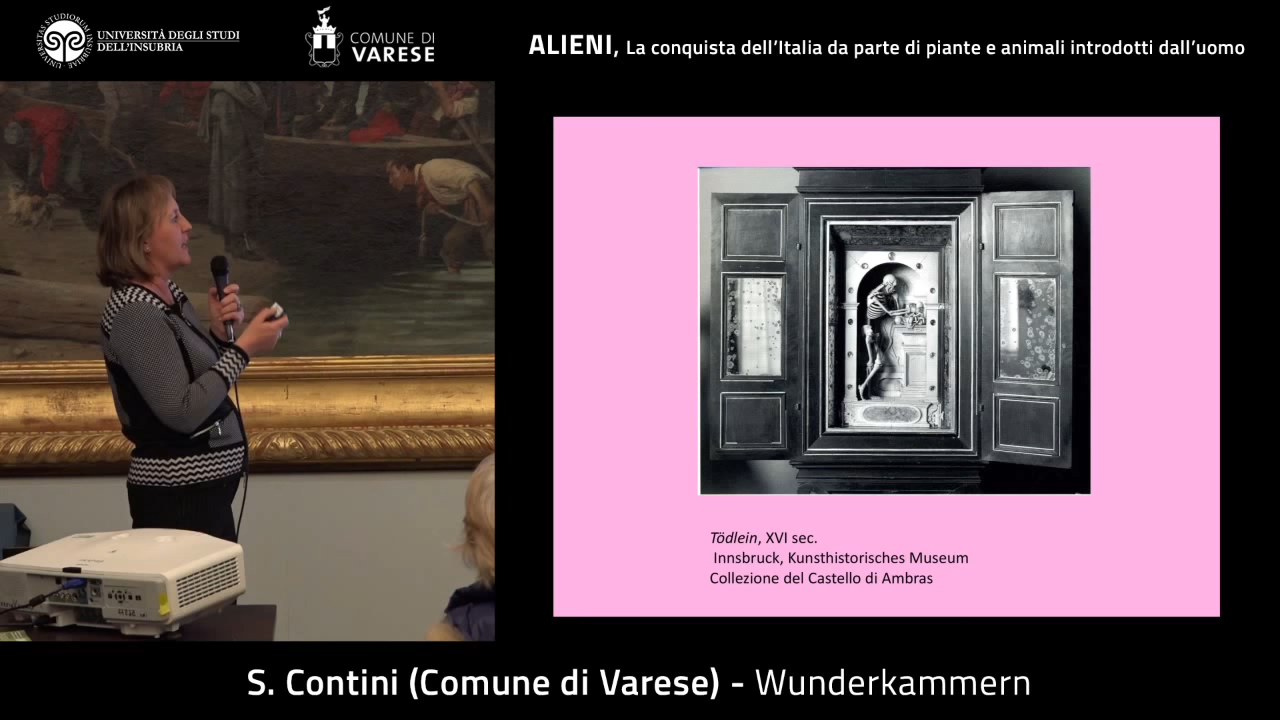 UNIVERSITÀ DEGLI STUDI
DELL'INSUBRIA
COMUNE DI
VARESE
ALIENI, La conquista dell'Italia da parte di piante e animali introdotti dall'uomo
Tödlein, XVI sec.
Innsbruck, Kunsthistorisches Museum
Collezione del Castello di Ambras
S. Contini (Comune di Varese) - Wunderkammern